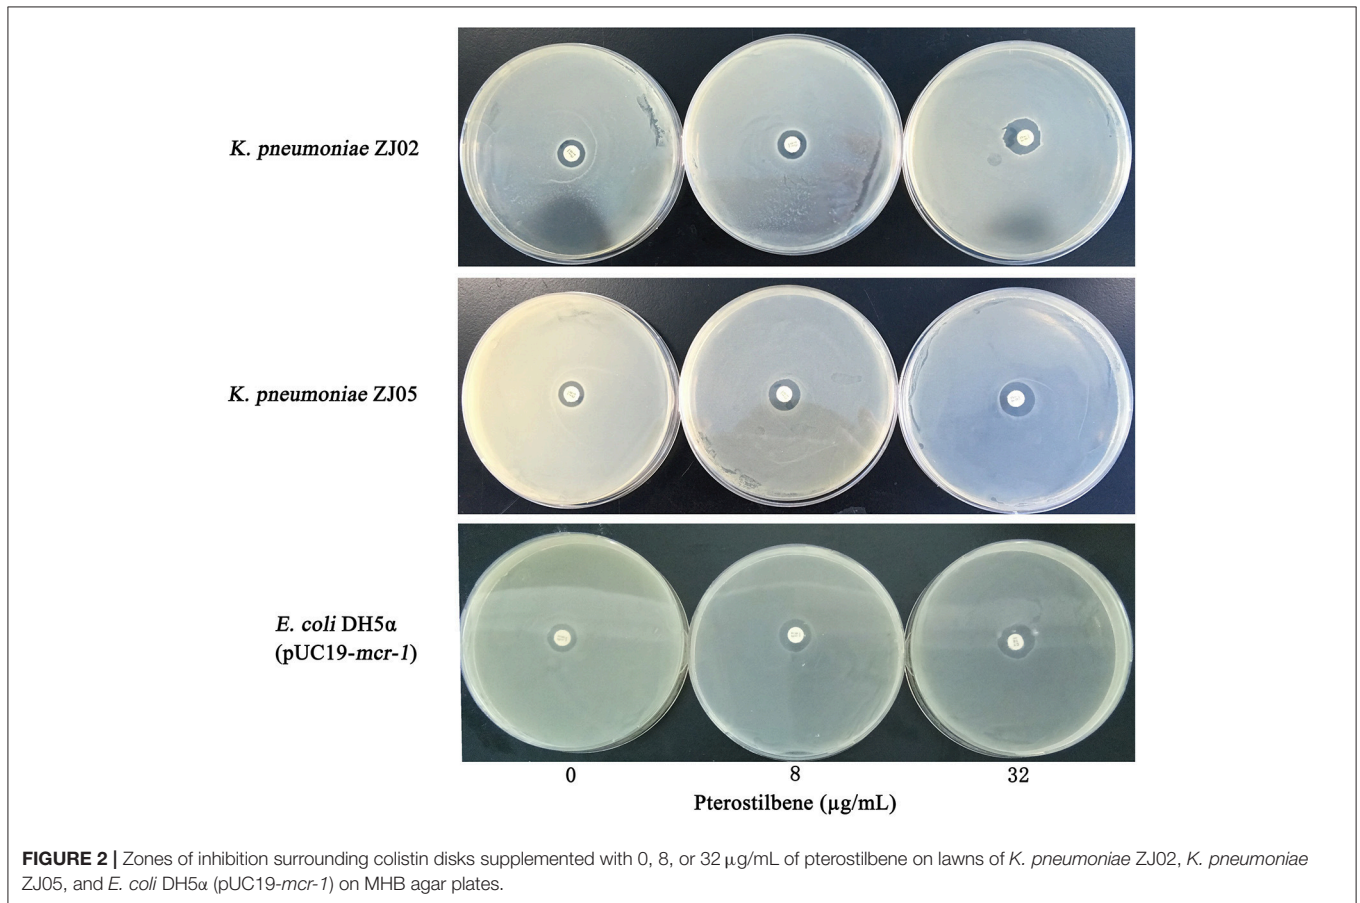 K. pneumoniae ZJ02
K. pneumoniae ZJ05
E. coli DH5α
(pUC19-mcr-1)
0 8 32
Pterostilbene (µg/mL)
FIGURE 2 | Zones of inhibition surrounding colistin disks supplemented with 0, 8, or 32 µg/mL of pterostilbene on lawns of K. pneumoniae ZJ02, K. pneumoniae
ZJ05, and E. coli DH5α (pUC19-mcr-1) on MHB agar plates.